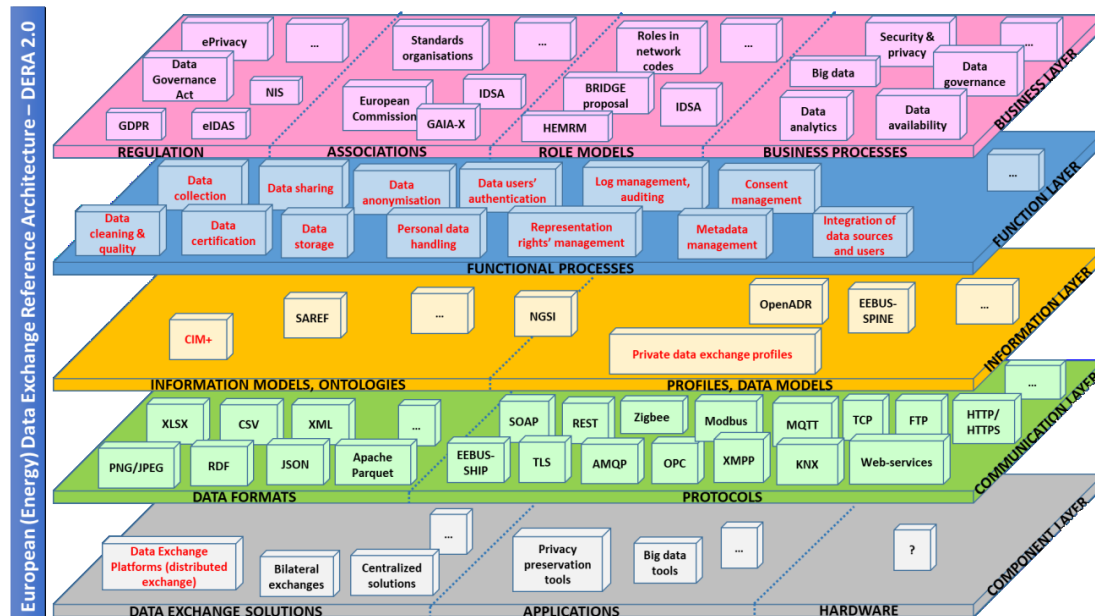 European (Energy) Data Exchange Reference Architecture – DERA 2.0
ePrivacy
...
Data
Governance
Act
NIS
GDPR
eIDAS
REGULATION
Standards
organisations
...
European
Commission
IDSA
GAIA-X
ASSOCIATIONS
Roles in
network
codes
BRIDGE
proposal
IDSA
HEMRM
ROLE MODELS
Security &
privacy
...
Big data
Data
governance
Data
analytics
Data
availability
BUSINESS PROCESSES
BUSINESS LAYER
Data
collection
Data sharing
Data
anonymisation
Data users’
authentication
Log management,
auditing
Consent
management
...
Data
cleaning &
quality
Data
certification
Data
storage
Personal data
handling
Representation
rights’ management
Metadata
management
Integration of
data sources
and users
FUNCTIONAL PROCESSES
FUNCTION LAYER
CIM+
SAREF
...
NGSI
OpenADR
EEBUS-
SPINE
...
Private data exchange profiles
INFORMATION MODELS, ONTOLOGIES
PROFILES, DATA MODELS
INFORMATION LAYER
XLSX
CSV
XML
...
PNG/JPEG
RDF
JSON
Apache
Parquet
DATA FORMATS
SOAP
REST
Zigbee
Modbus
MQTT
TCP
FTP
HTTP/
HTTPS
...
EEBUS-
SHIP
TLS
AMQP
OPC
XMPP
KNX
Web-services
PROTOCOLS
COMMUNICATION LAYER
Data Exchange
Platforms (distributed
exchange)
Bilateral
exchanges
Centralized
solutions
...
DATA EXCHANGE SOLUTIONS
Privacy
preservation
tools
Big data
tools
...
APPLICATIONS
?
HARDWARE
COMPONENT LAYER